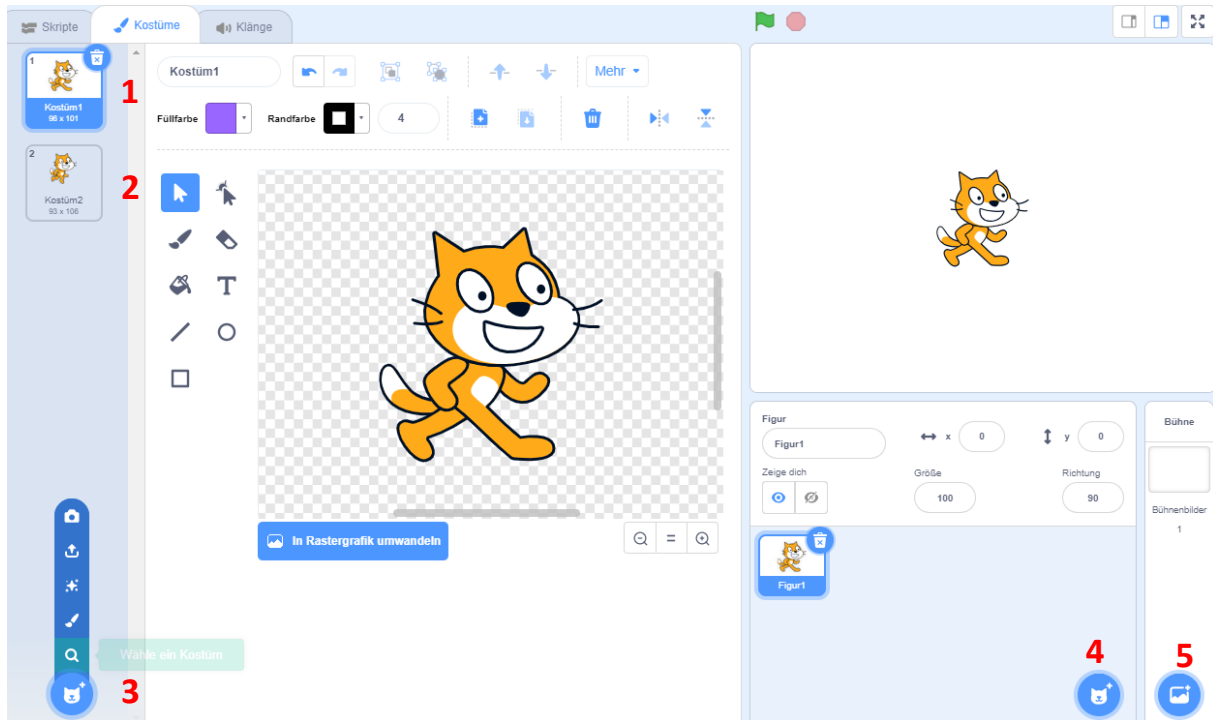 Skripte
Kostüme
Klänge
1
Kostüm1
96 x 101
1
2
Kostüm2
93 x 106
2
Kostüm1
Mehr
Füllfarbe
Randfarbe
4
T
In Rastergrafik umwandeln
=
Wähle ein Kostüm
3
Figur
Figur1
x
0
y
0
Zeige dich
Größe
100
Richtung
90
Figur1
4
Bühne
Bühnenbilder
1
5